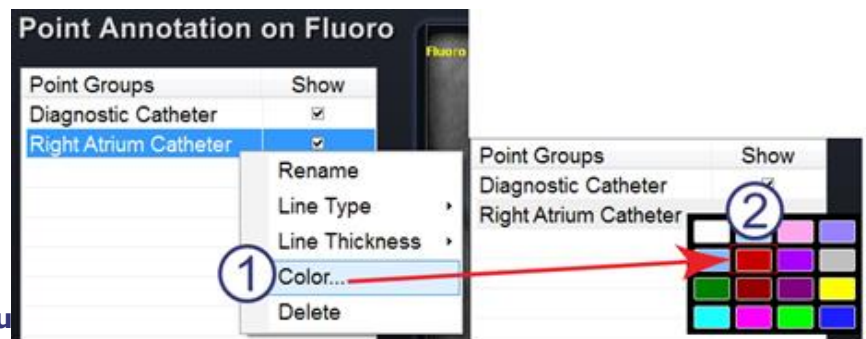 Point Annotation on Fluoro
Fluoro
Point Groups Show
Diagnostic Catheter
Right Atrium Catheter
Rename
Line Type
Line Thickness
1
Color...
Delete
Point Groups Show
Diagnostic Catheter
Right Atrium Catheter
2
u